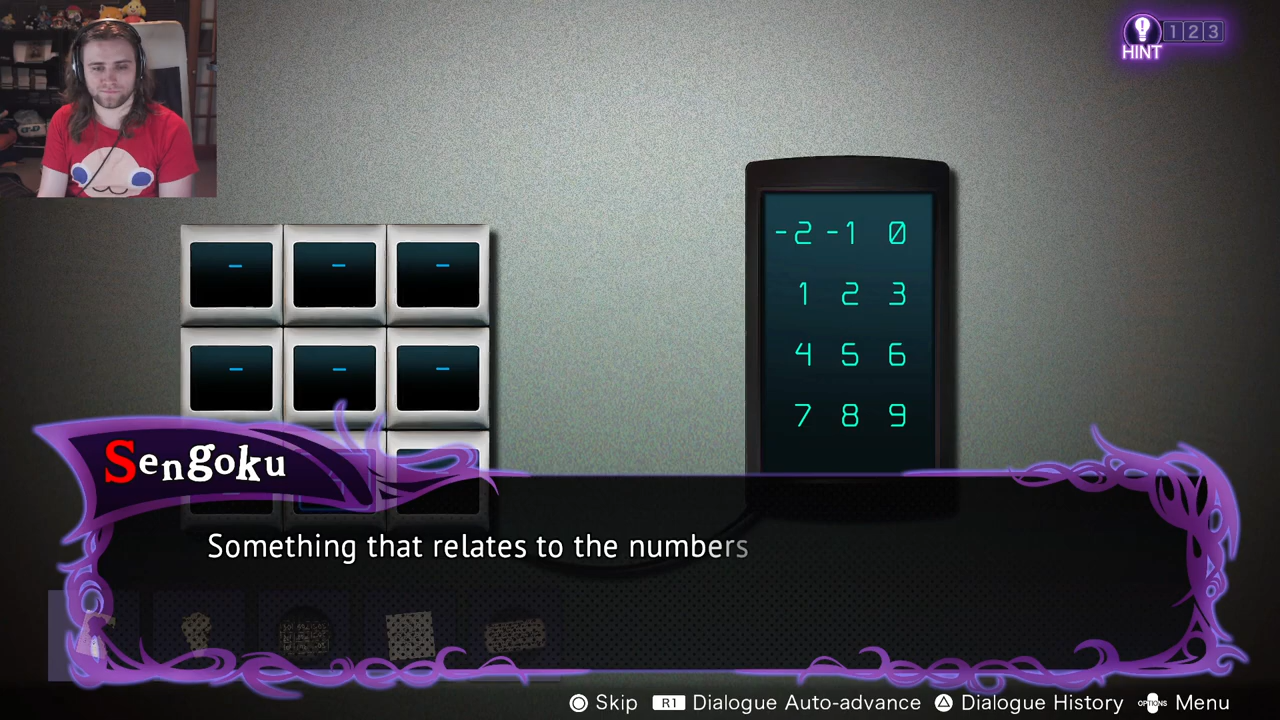 HINT 1 2 3
-2 -1 0
1 2 3
4 5 6
7 8 9
- - -
- - -
Sengoku
Something that relates to the numbers
Skip R1 Dialogue Auto-advance Dialogue History OPTIONS Menu